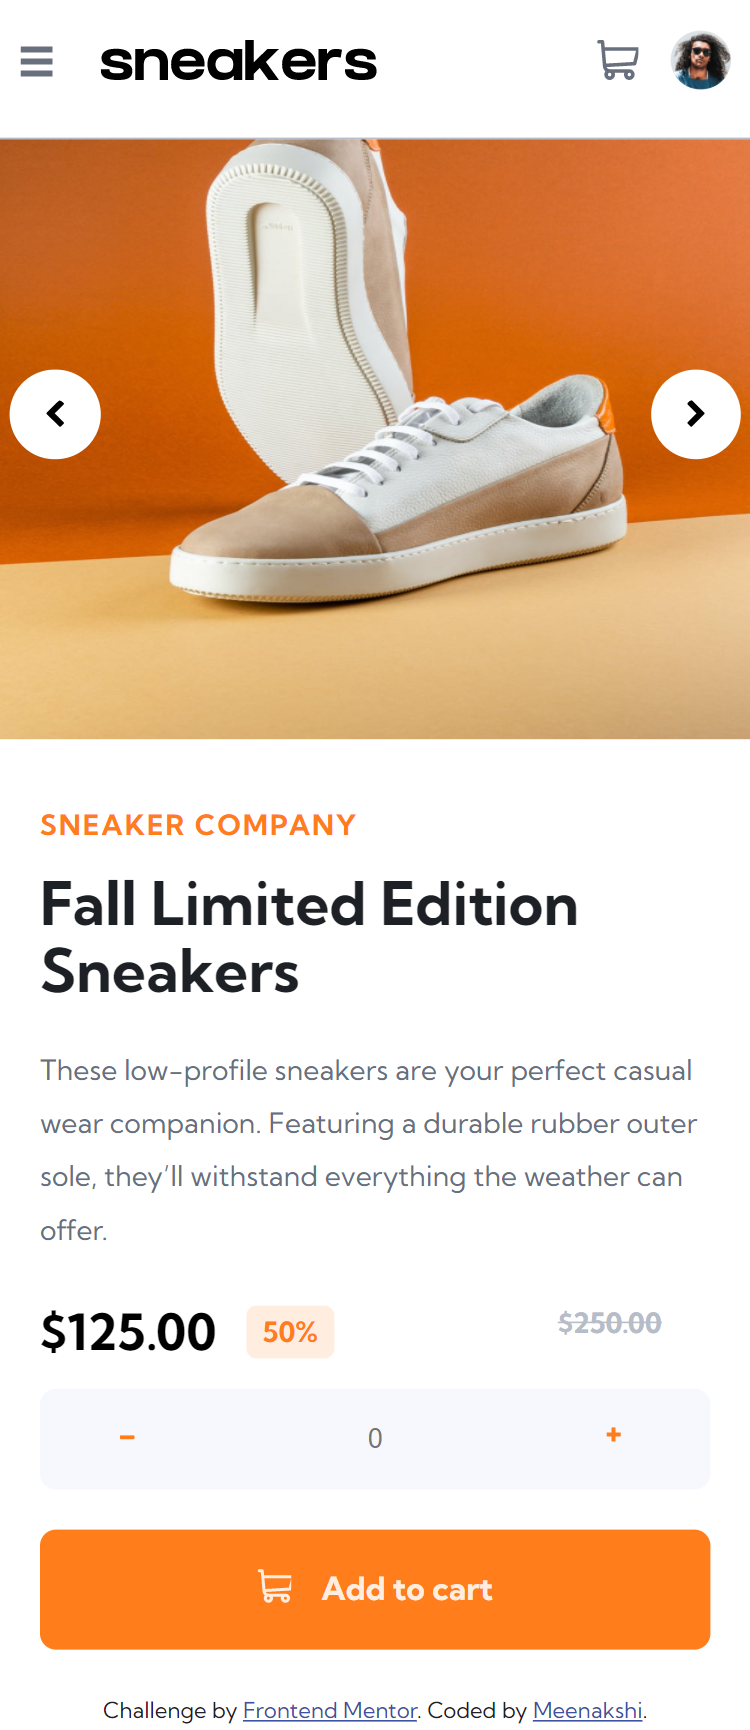 sneakers
SNEAKER COMPANY
Fall Limited Edition
Sneakers
These low-profile sneakers are your perfect casual
wear companion. Featuring a durable rubber outer
sole, they’ll withstand everything the weather can
offer.
$125.00 50% $250.00
0
Add to cart
Challenge by Frontend Mentor. Coded by Meenakshi.